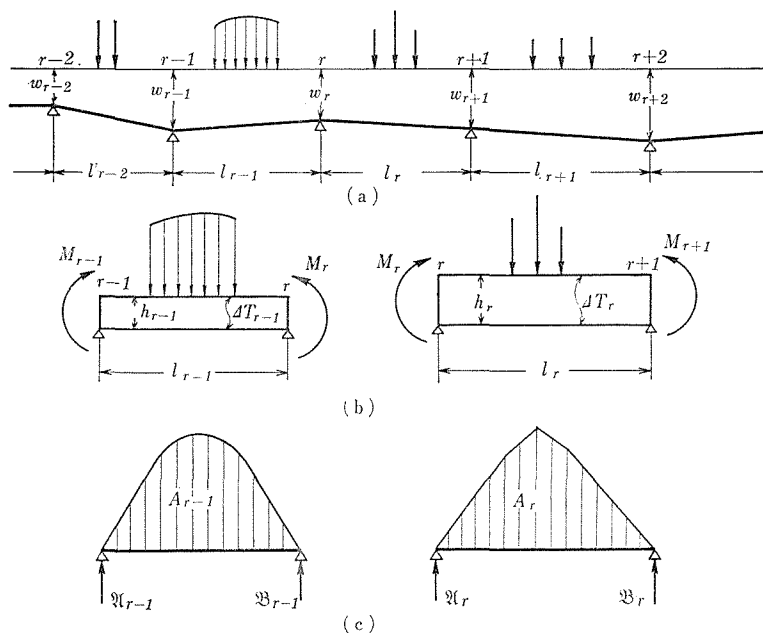 r−2. r−1 r r+1 r+2
w_{r−2} w_{r−1} w_r w_{r+1} w_{r+2}
l_{r−2} l_{r−1} l_r l_{r+1}
(a)
M_{r−1} M_r M_r M_{r+1}
r−1 r r r+1
h_{r−1} ΔT_{r−1} h_r ΔT_r
l_{r−1} l_r
(b)
A_{r−1} A_r
𝔄_{r−1} 𝔅_{r−1} 𝔄_r 𝔅_r
(c)